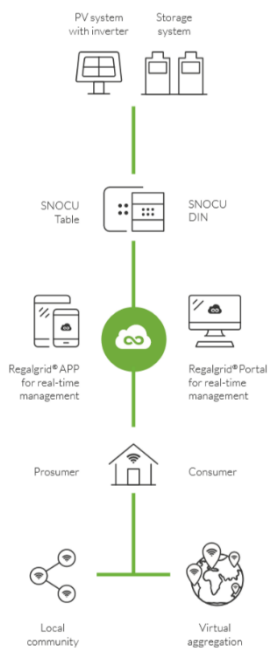 PV system
with inverter
Storage
system
SNOCU
Table
SNOCU
DIN
Regalgrid® APP
for real-time
management
Regalgrid® Portal
for real-time
management
Prosumer
Consumer
Local
community
Virtual
aggregation